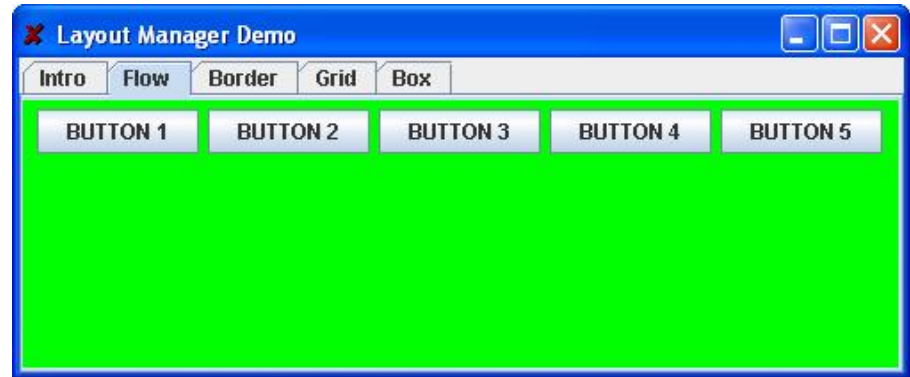 Layout Manager Demo
Intro Flow Border Grid Box
BUTTON 1 BUTTON 2 BUTTON 3 BUTTON 4 BUTTON 5